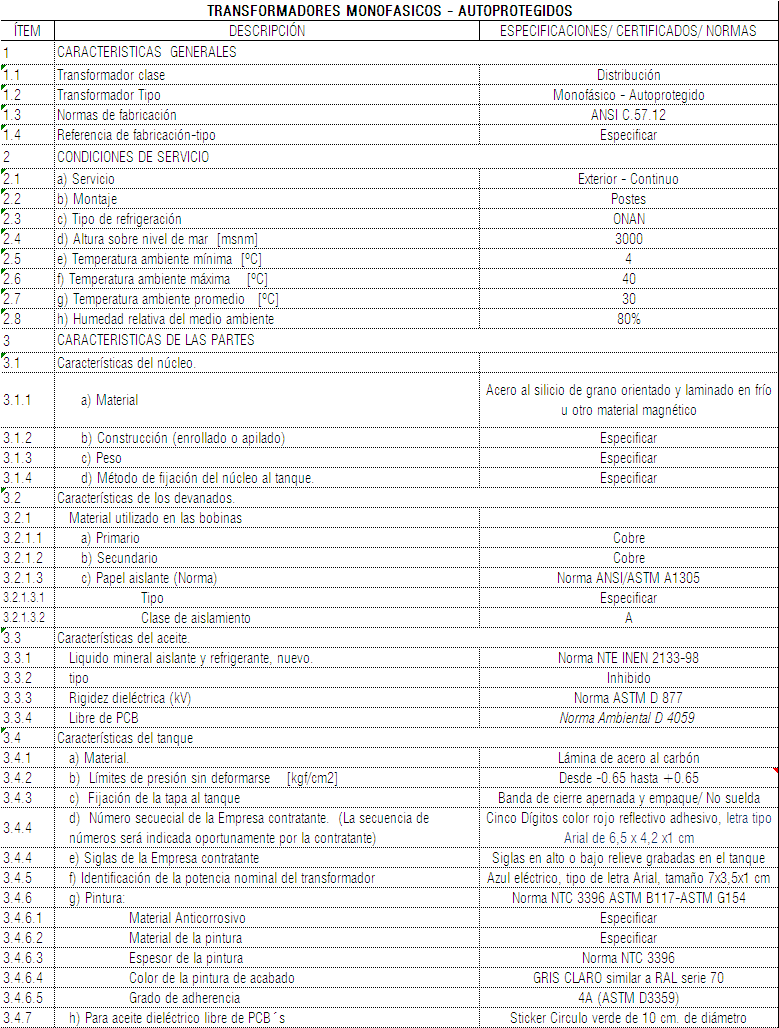 TRANSFORMADORES MONOFASICOS - AUTOPROTEGIDOS
ÍTEM DESCRIPCIÓN ESPECIFICACIONES/ CERTIFICADOS/ NORMAS
1 CARACTERISTICAS GENERALES
1.1 Transformador clase Distribución
1.2 Transformador Tipo Monofásico - Autoprotegido
1.3 Normas de fabricación ANSI C.57.12
1.4 Referencia de fabricación-tipo Especificar
2 CONDICIONES DE SERVICIO
2.1 a) Servicio Exterior - Continuo
2.2 b) Montaje Postes
2.3 c) Tipo de refrigeración ONAN
2.4 d) Altura sobre nivel de mar [msnm] 3000
2.5 e) Temperatura ambiente mínima [ºC] 4
2.6 f) Temperatura ambiente máxima [ºC] 40
2.7 g) Temperatura ambiente promedio [ºC] 30
2.8 h) Humedad relativa del medio ambiente 80%
3 CARACTERISTICAS DE LAS PARTES
3.1 Características del núcleo.
3.1.1 a) Material Acero al silicio de grano orientado y laminado en frío
u otro material magnético
3.1.2 b) Construcción (enrollado o apilado) Especificar
3.1.3 c) Peso Especificar
3.1.4 d) Método de fijación del núcleo al tanque. Especificar
3.2 Características de los devanados.
3.2.1 Material utilizado en las bobinas
3.2.1.1 a) Primario Cobre
3.2.1.2 b) Secundario Cobre
3.2.1.3 c) Papel aislante (Norma) Norma ANSI/ASTM A1305
3.2.1.3.1 Tipo Especificar
3.2.1.3.2 Clase de aislamiento A
3.3 Características del aceite.
3.3.1 Liquido mineral aislante y refrigerante, nuevo. Norma NTE INEN 2133-98
3.3.2 tipo Inhibido
3.3.3 Rigidez dieléctrica (kV) Norma ASTM D 877
3.3.4 Libre de PCB Norma Ambiental D 4059
3.4 Características del tanque
3.4.1 a) Material. Lámina de acero al carbón
3.4.2 b) Límites de presión sin deformarse [kgf/cm2] Desde -0.65 hasta +0.65
3.4.3 c) Fijación de la tapa al tanque Banda de cierre apernada y empaque/ No suelda
3.4.4 d) Número secuecial de la Empresa contratante. (La secuencia de Cinco Dígitos color rojo reflectivo adhesivo, letra tipo
números será indicada oportunamente por la contratante) Arial de 6,5 x 4,2 x1 cm
3.4.4 e) Siglas de la Empresa contratante Siglas en alto o bajo relieve grabadas en el tanque
3.4.5 f) Identificación de la potencia nominal del transformador Azul eléctrico, tipo de letra Arial, tamaño 7x3,5x1 cm
3.4.6 g) Pintura: Norma NTC 3396 ASTM B117-ASTM G154
3.4.6.1 Material Anticorrosivo Especificar
3.4.6.2 Material de la pintura Especificar
3.4.6.3 Espesor de la pintura Norma NTC 3396
3.4.6.4 Color de la pintura de acabado GRIS CLARO similar a RAL serie 70
3.4.6.5 Grado de adherencia 4A (ASTM D3359)
3.4.7 h) Para aceite dieléctrico libre de PCB´s Sticker Circulo verde de 10 cm. de diámetro